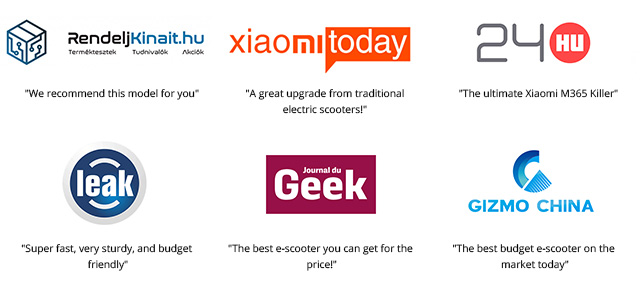 RendeljKinait.hu
Terméktesztek Tudnivalók Akciók
"We recommend this model for you"
xiaomitoday
"A great upgrade from traditional
electric scooters!"
24 HU
"The ultimate Xiaomi M365 Killer"
leak
"Super fast, very sturdy, and budget
friendly"
Journal du
Geek
"The best e-scooter you can get for the
price!"
GIZMO CHINA
"The best budget e-scooter on the
market today"